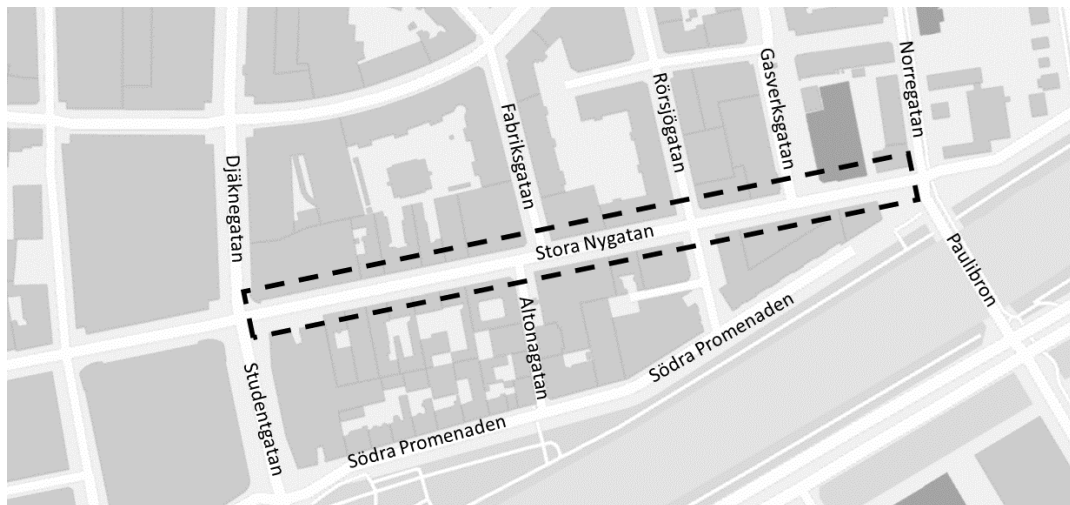 Djäknegatan
Fabriksgatan
Rörsjögatan
Gasverksgatan
Norregatan
Stora Nygatan
Paulibron
Altonagatan
Södra Promenaden
Studentgatan
Södra Promenaden